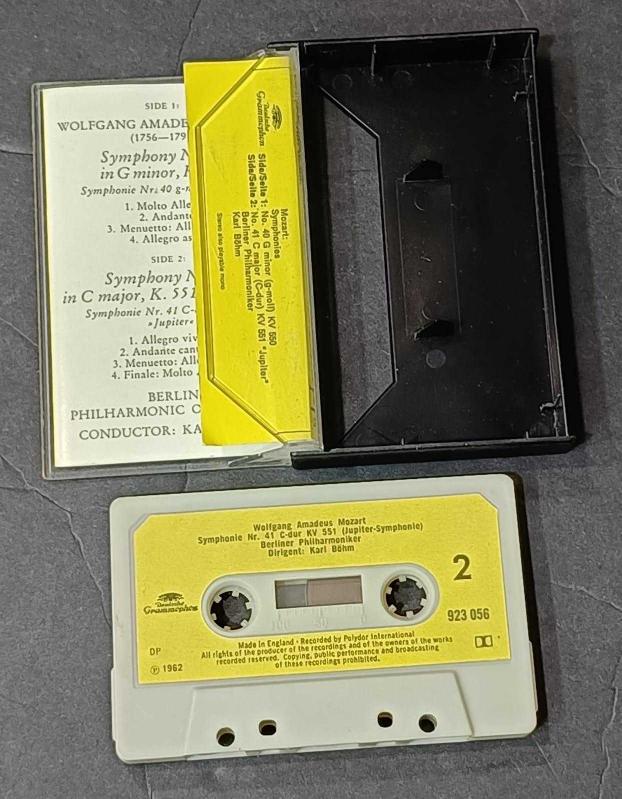 SIDE 1:
WOLFGANG AMADE
(1756—179
Symphony N
in G minor, K
Symphonie Nr. 40 g-m
1. Molto Alle
2. Andant
3. Menuetto: All
4. Allegro as
SIDE 2:
Symphony N
in C major, K. 551
Symphonie Nr. 41 C-
»Jupiter«
1. Allegro viv
2. Andante cant
3. Menuetto: Alle
4. Finale: Molto
BERLIN
PHILHARMONIC O
CONDUCTOR: KA
Deutsche
Grammophon
Mozart:
Symphonies
Side/Seite 1: No. 40 G minor (g-moll) KV 550
Side/Seite 2: No. 41 C major (C-dur) KV 551 "Jupiter"
Berliner Philharmoniker
Karl Böhm
Stereo also playable mono
Wolfgang Amadeus Mozart
Symphonie Nr. 41 C-dur KV 551 (Jupiter-Symphonie)
Berliner Philharmoniker
Dirigent: Karl Böhm
2
Deutsche
Grammophon
923 056
100 50 0
DP
Made in England · Recorded by Polydor International
All rights of the producer of the recordings and of the owners of the works
recorded reserved. Copying, public performance and broadcasting
of these recordings prohibited.
℗ 1962